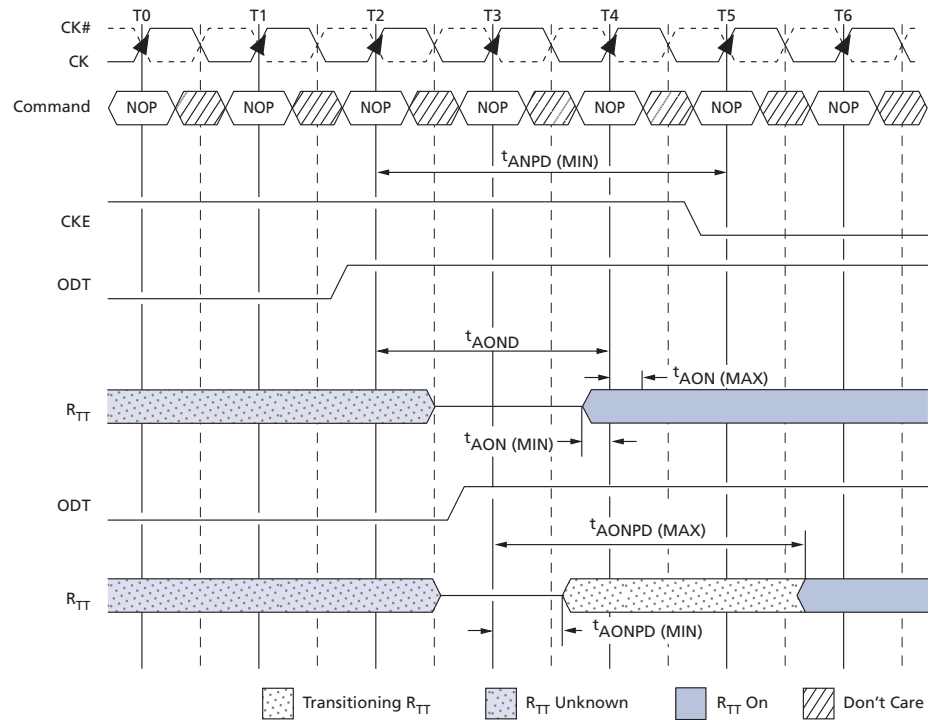 T0 T1 T2 T3 T4 T5 T6
CK#
CK
Command NOP NOP NOP NOP NOP NOP NOP
tANPD (MIN)
CKE
ODT
tAOND
tAON (MAX)
RTT
tAON (MIN)
ODT
tAONPD (MAX)
RTT
tAONPD (MIN)
Transitioning RTT RTT Unknown RTT On Don't Care